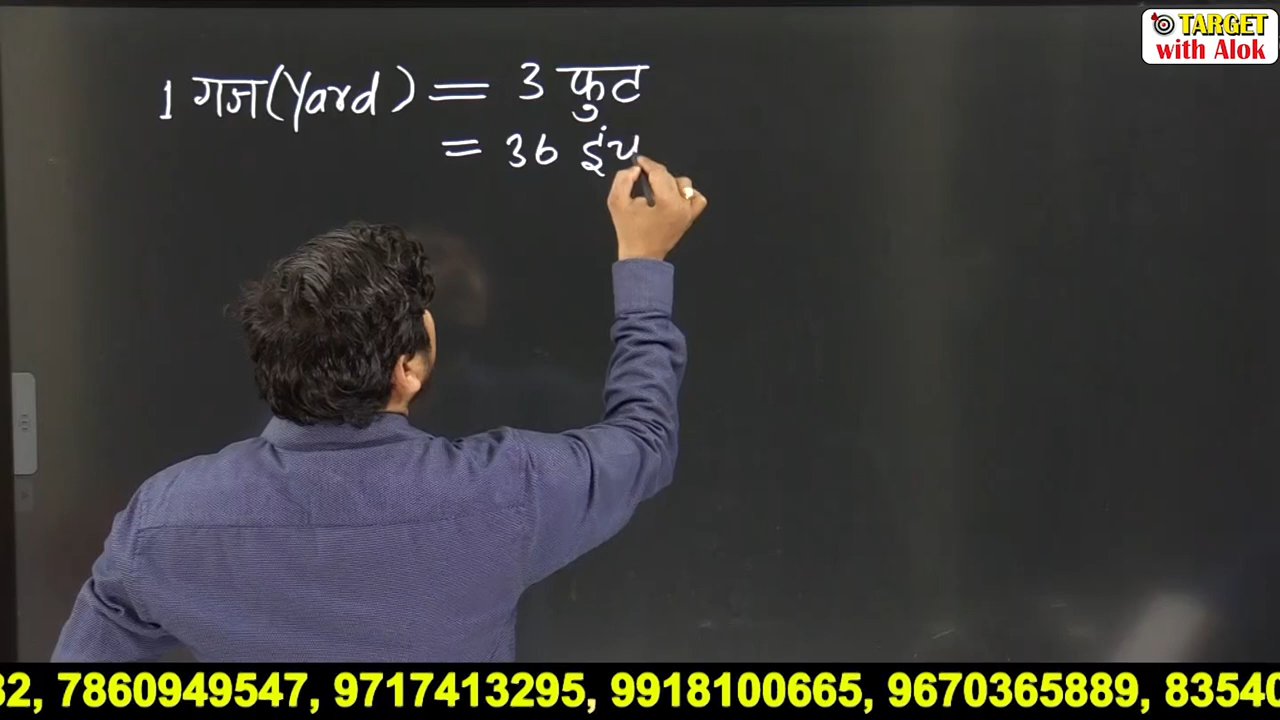 TARGET
with Alok
1 गज (Yard) = 3 फुट
= 36 इंच
32, 7860949547, 9717413295, 9918100665, 9670365889, 83540